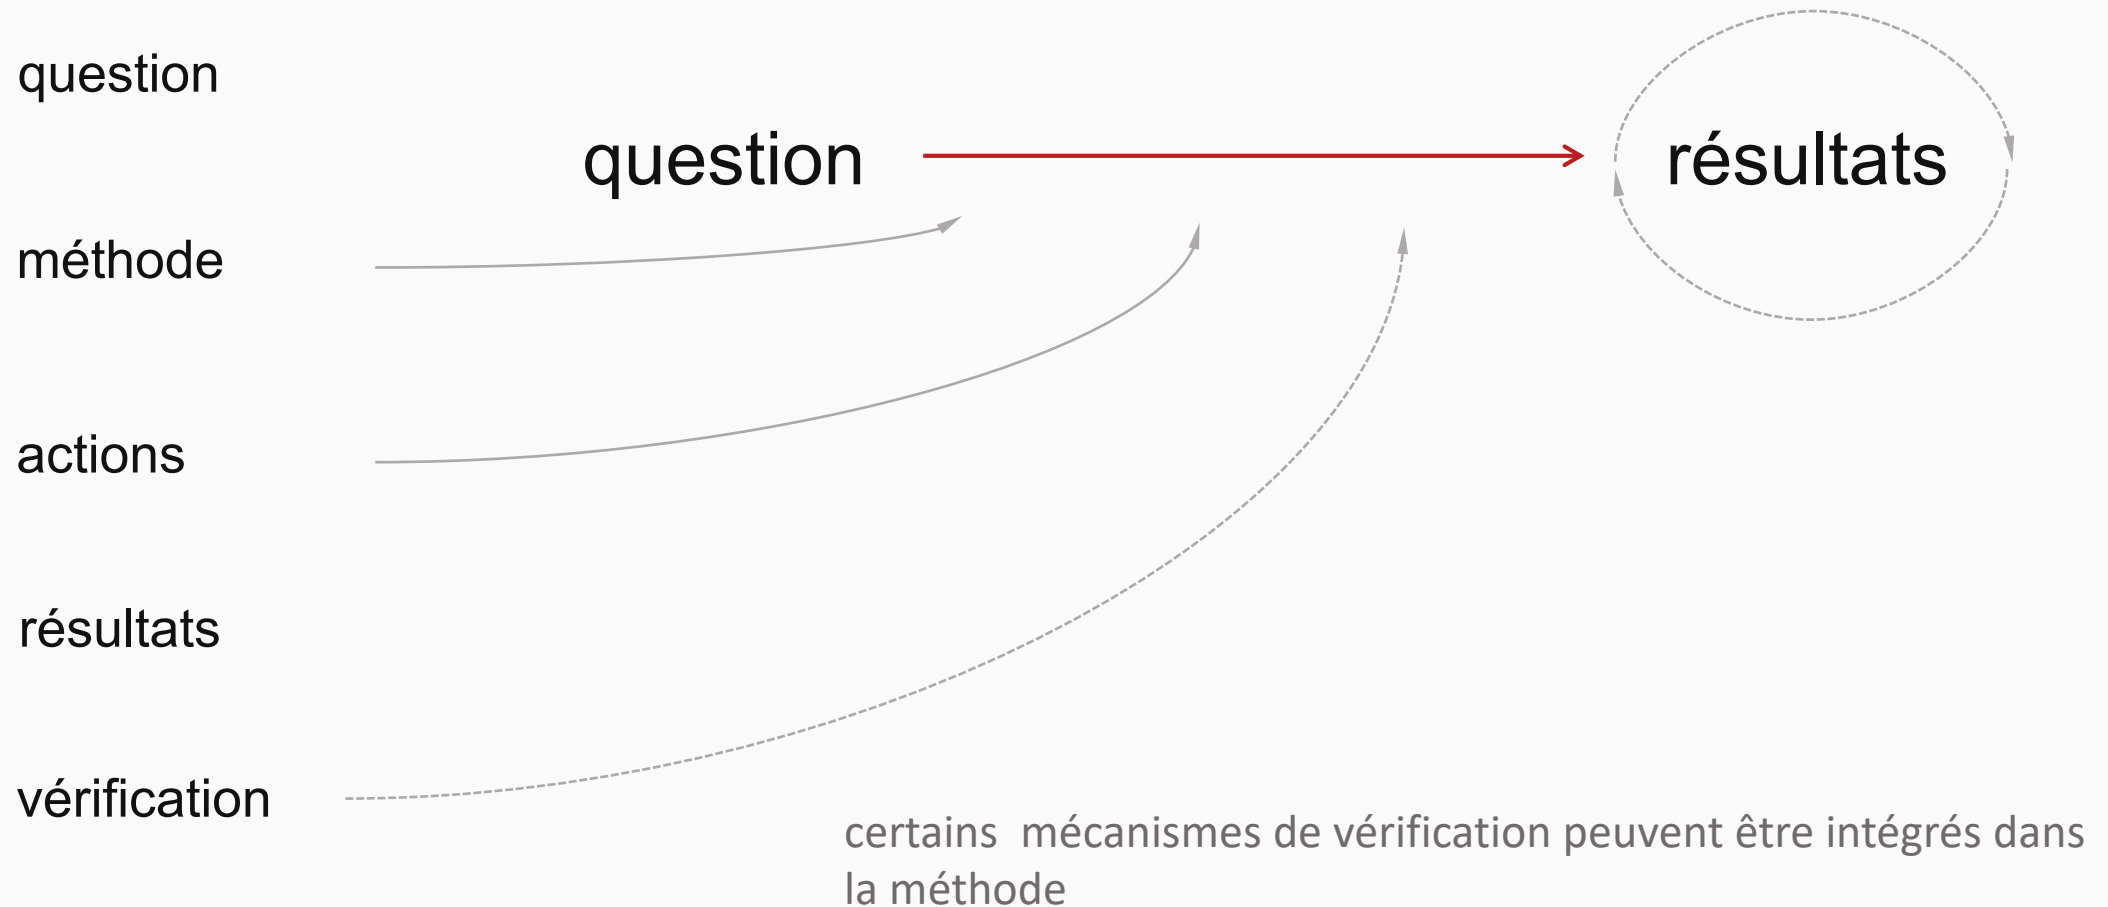 question
question
résultats
méthode
actions
résultats
vérification
certains  mécanismes de vérification peuvent être intégrés dans
la méthode